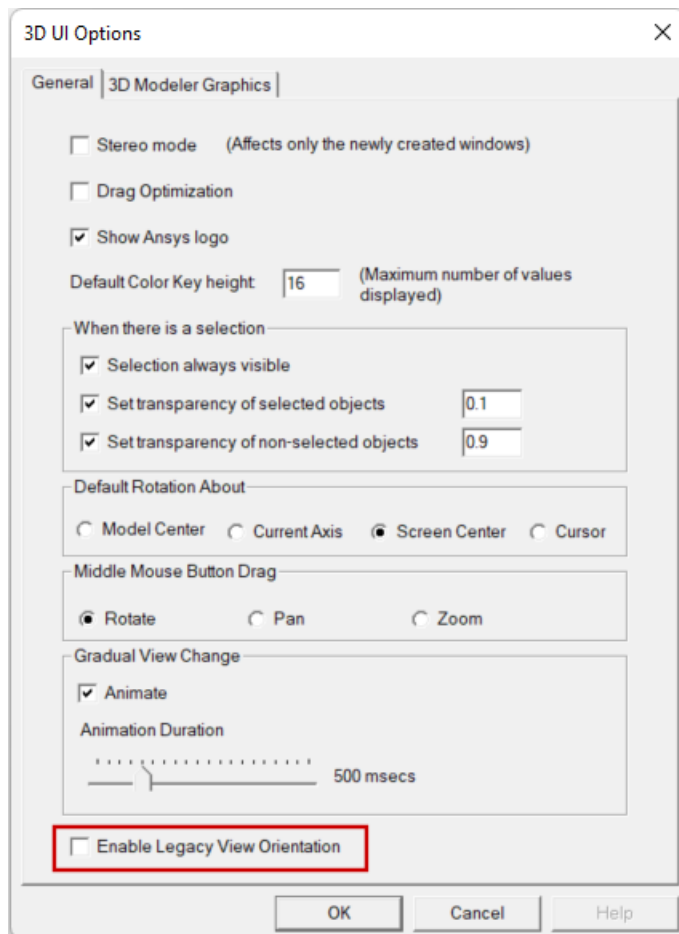 3D UI Options
General
3D Modeler Graphics
Stereo mode (Affects only the newly created windows)
Drag Optimization
Show Ansys logo
Default Color Key height: 16 (Maximum number of values
displayed)
When there is a selection
Selection always visible
Set transparency of selected objects 0.1
Set transparency of non-selected objects 0.9
Default Rotation About
Model Center Current Axis Screen Center Cursor
Middle Mouse Button Drag
Rotate Pan Zoom
Gradual View Change
Animate
Animation Duration
500 msecs
Enable Legacy View Orientation
OK Cancel Help